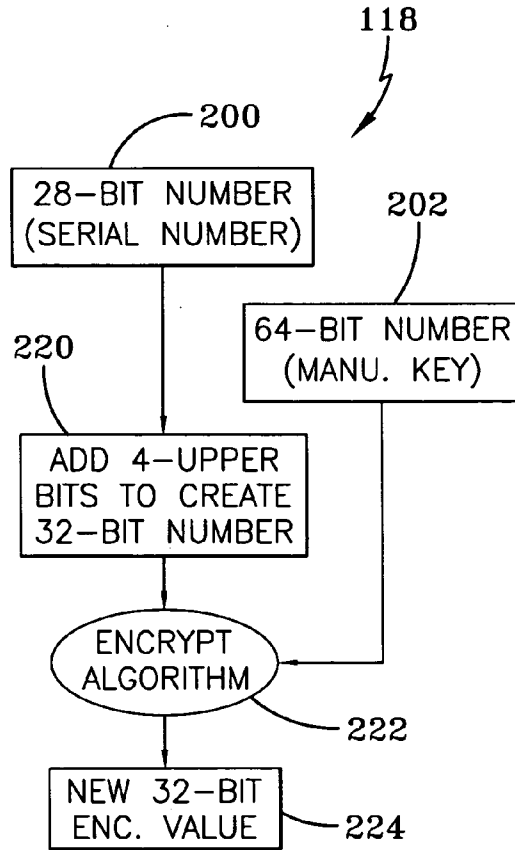 118
200
28-BIT NUMBER
(SERIAL NUMBER)
202
64-BIT NUMBER
(MANU. KEY)
220
ADD 4-UPPER
BITS TO CREATE
32-BIT NUMBER
ENCRYPT
ALGORITHM
222
NEW 32-BIT
ENC. VALUE
224